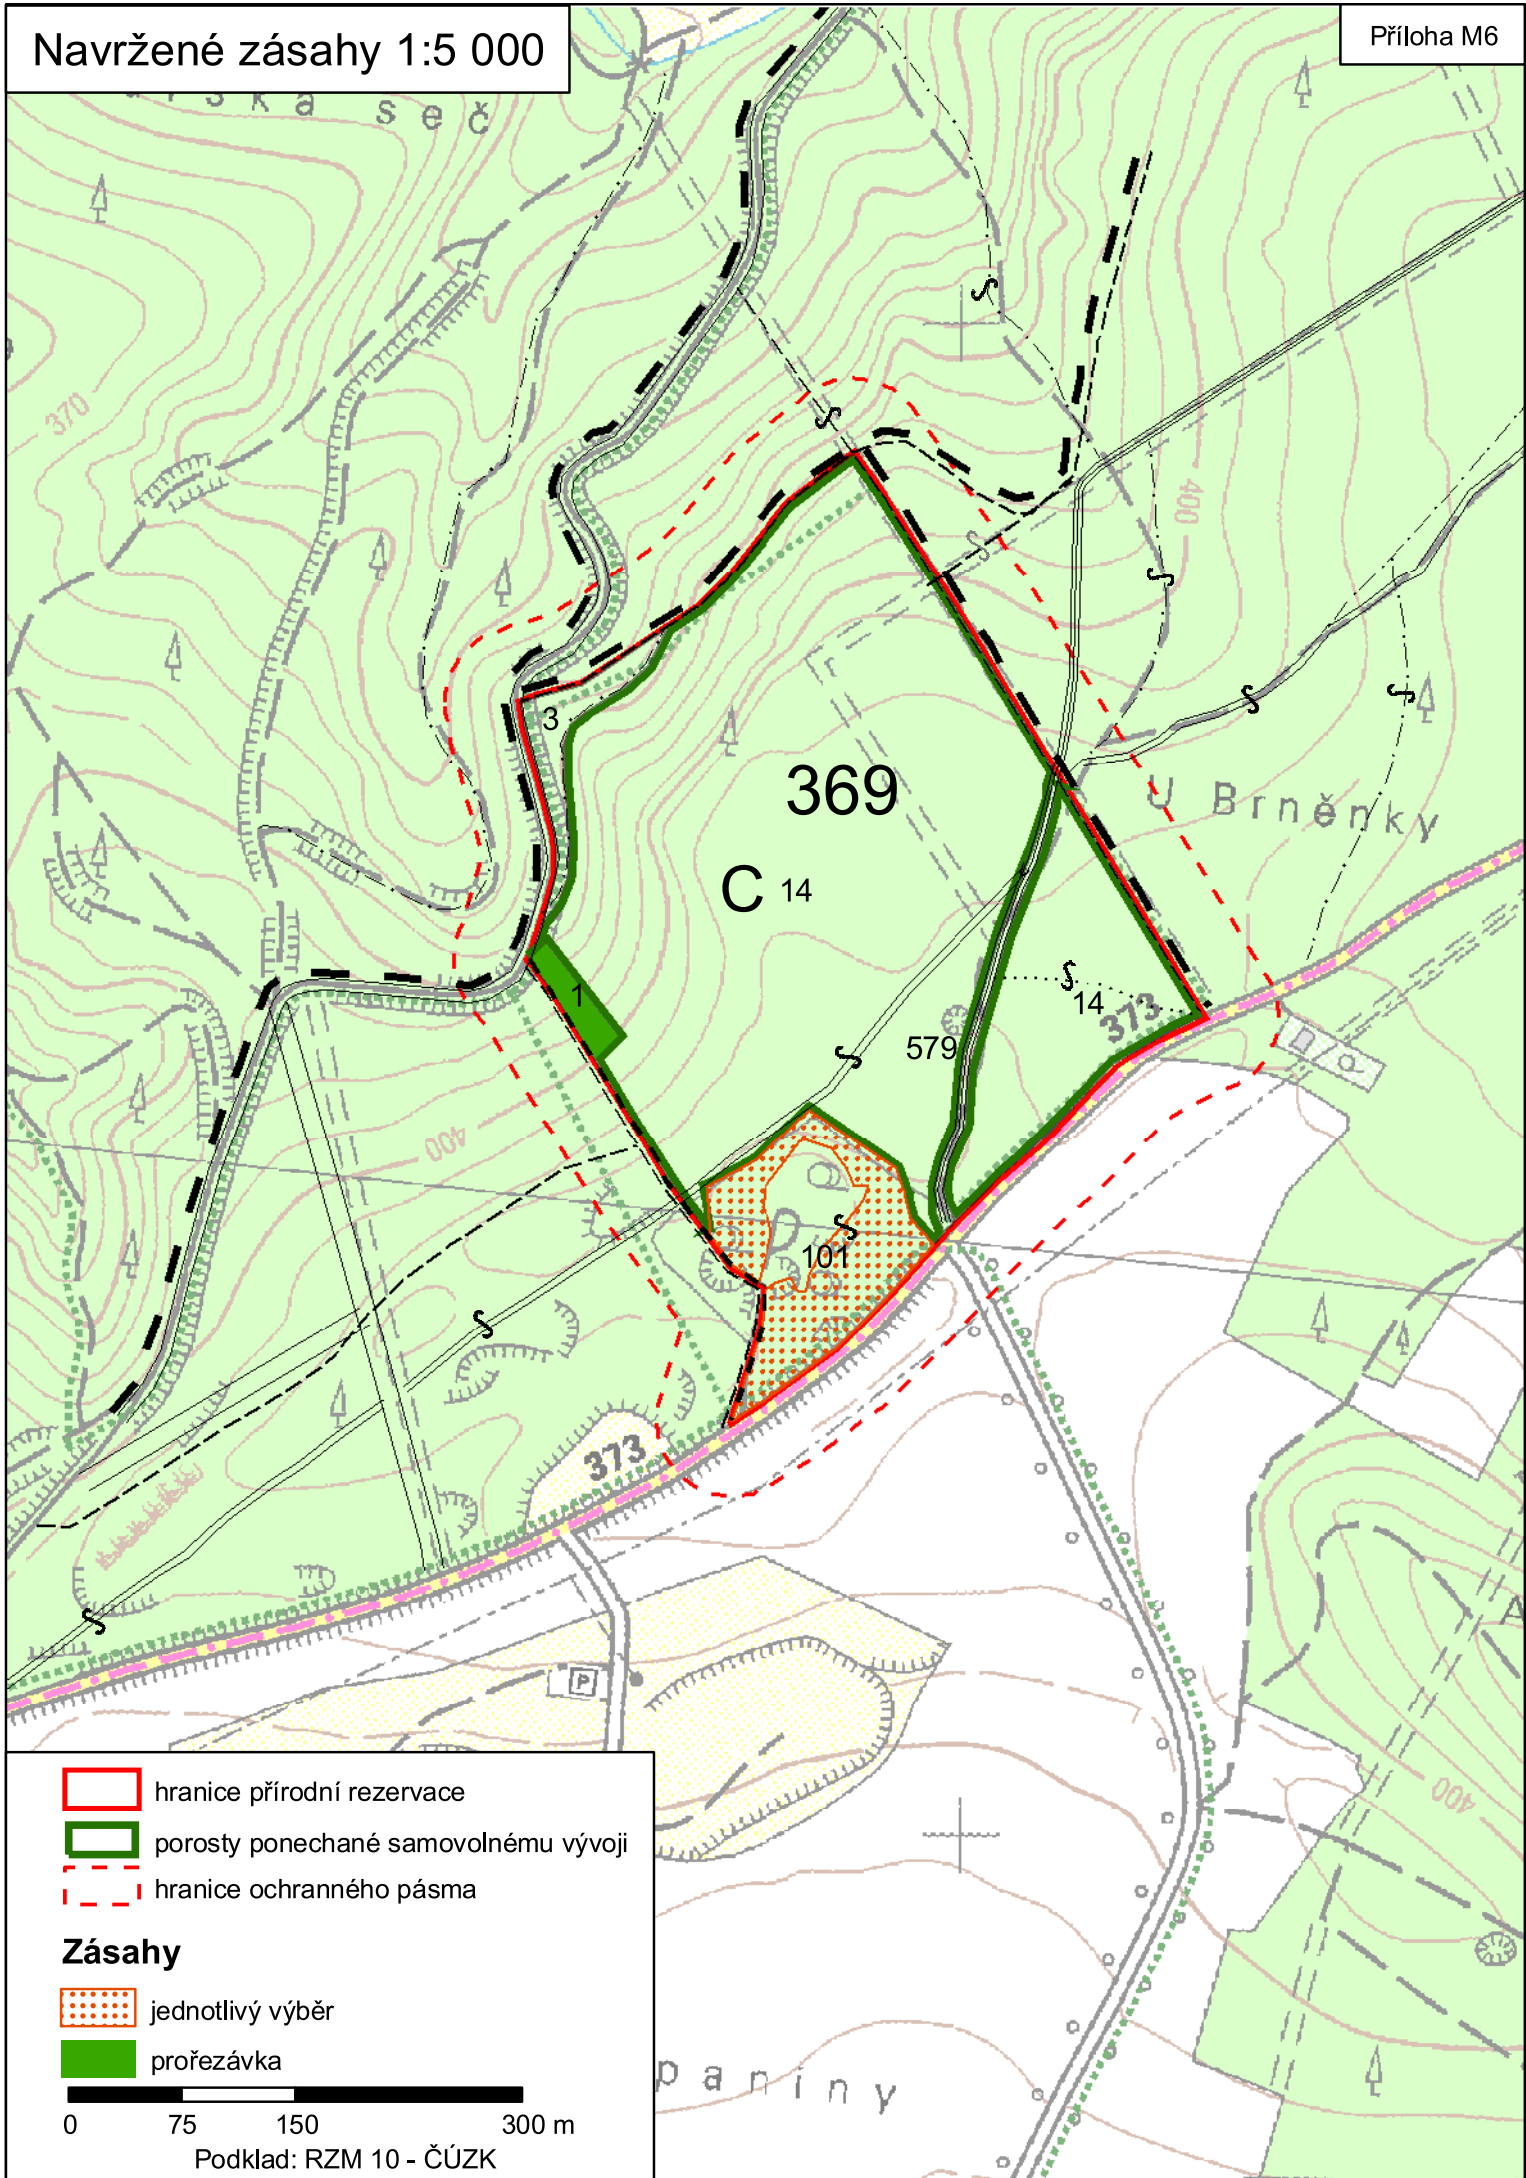 Navržené zásahy 1:5 000
Příloha M6
seč
370
400
3
369
U Brněnky
C 14
1
14
373
579
400
101
373
P
400
hranice přírodní rezervace
porosty ponechané samovolnému vývoji
hranice ochranného pásma
Zásahy
jednotlivý výběr
prořezávka
0 75 150 300 m
Podklad: RZM 10 - ČÚZK
paniny